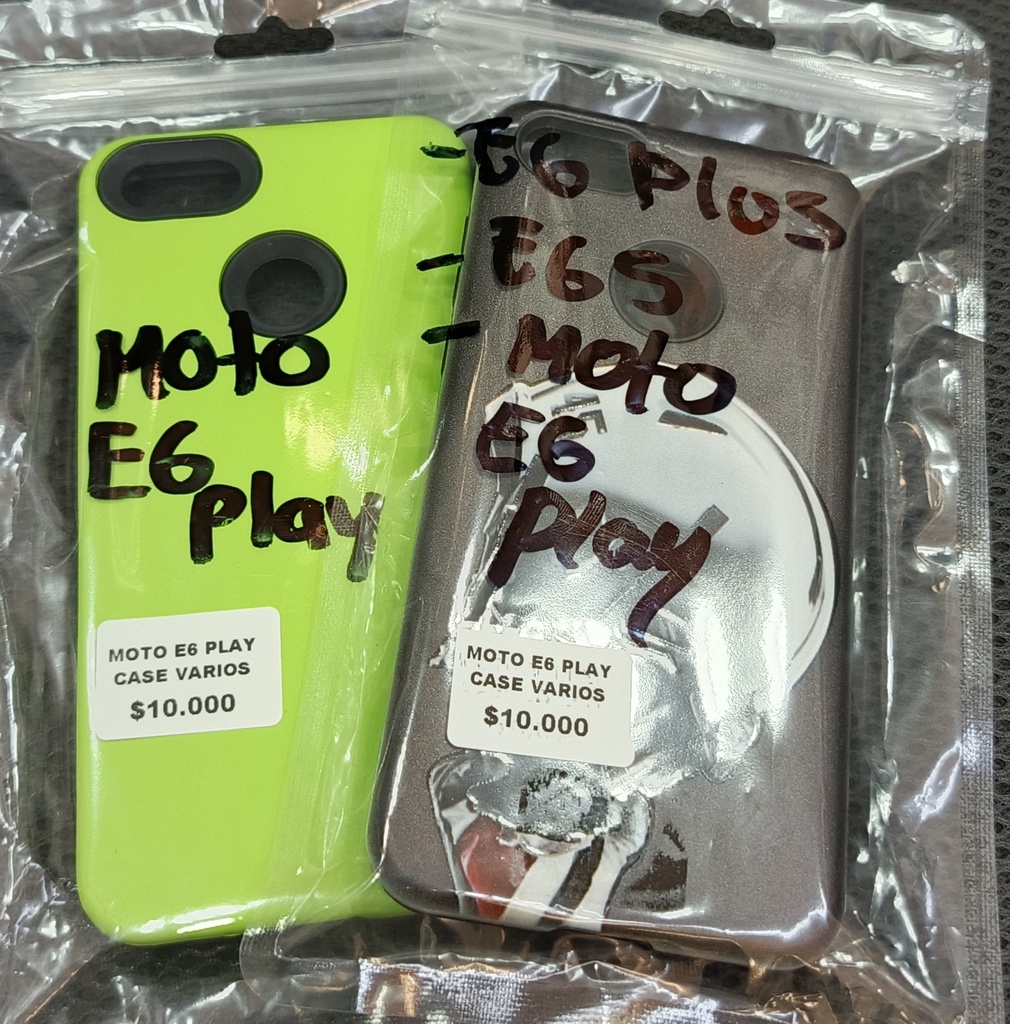 Moto
E6
play
MOTO E6 PLAY
CASE VARIOS
$10.000
- E6 Plus
- E6S
- Moto
E6
play
MOTO E6 PLAY
CASE VARIOS
$10.000